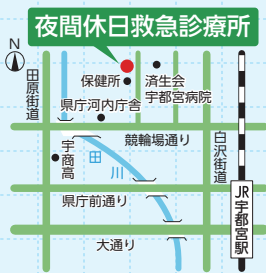 夜間休日救急診療所
N
田原街道
保健所
済生会
宇都宮病院
県庁河内庁舎
競輪場通り
白沢街道
宇商高
田川
県庁前通り
JR宇都宮駅
大通り